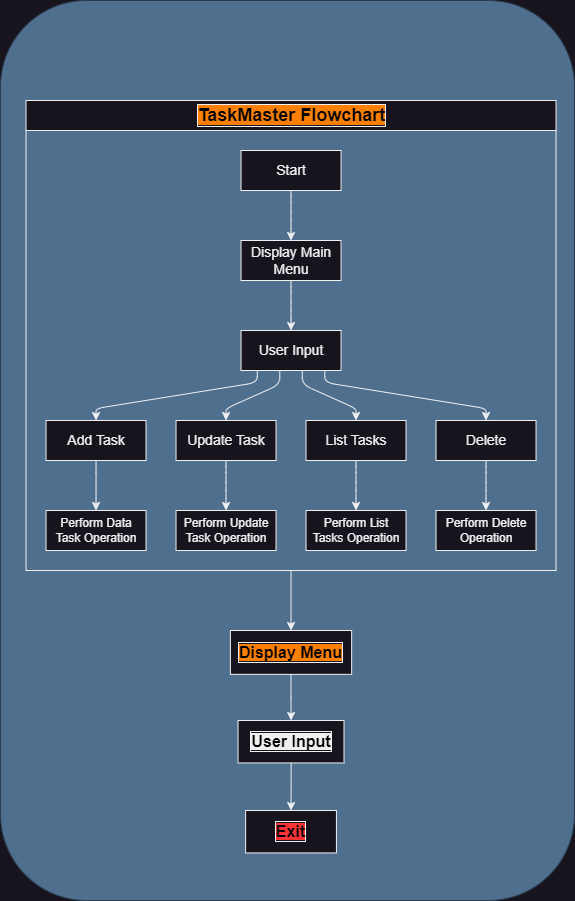 TaskMaster Flowchart
Start
Display Main
Menu
User Input
Add Task
Update Task
List Tasks
Delete
Perform Data
Task Operation
Perform Update
Task Operation
Perform List
Tasks Operation
Perform Delete
Operation
Display Menu
User Input
Exit